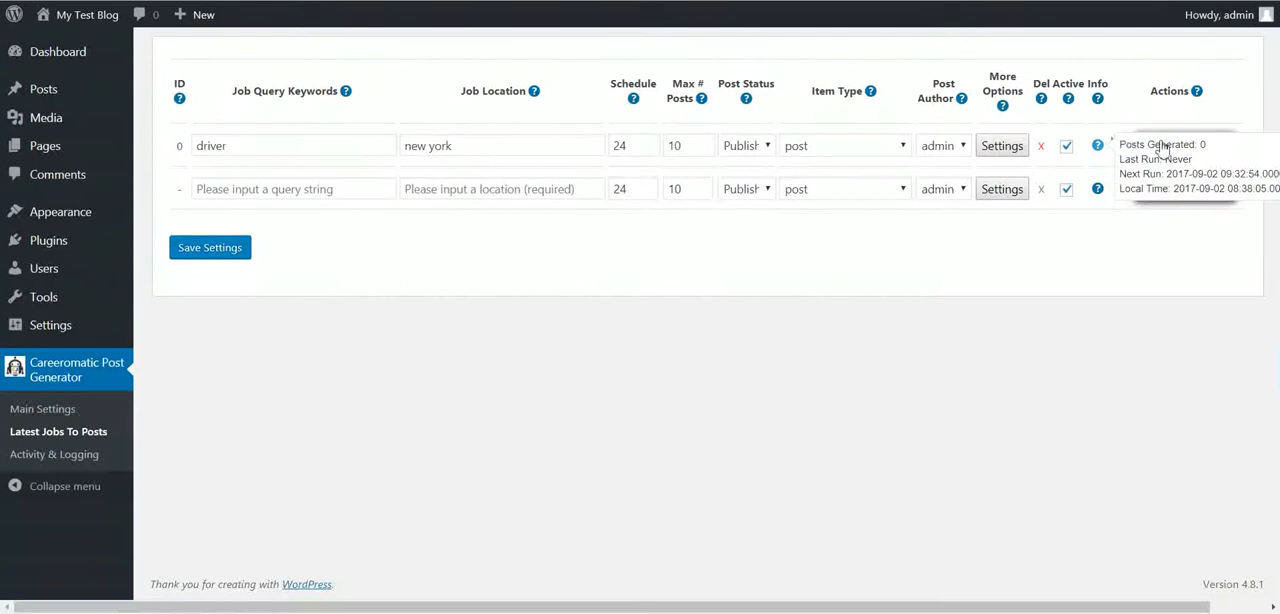 My Test Blog 0 New Howdy, admin
Dashboard
Posts
Media
Pages
Comments
Appearance
Plugins
Users
Tools
Settings
Careeromatic Post
Generator
Main Settings
Latest Jobs To Posts
Activity & Logging
Collapse menu
ID Job Query Keywords Job Location Schedule Max # Posts Post Status Item Type Post Author More Options Del Active Info Actions
0 driver new york 24 10 Publish post admin Settings X
Posts Generated: 0
Last Run: Never
Next Run: 2017-09-02 09:32:54.000
Local Time: 2017-09-02 08:38:05.00
- Please input a query string Please input a location (required) 24 10 Publish post admin Settings X
Save Settings
Thank you for creating with WordPress.
Version 4.8.1